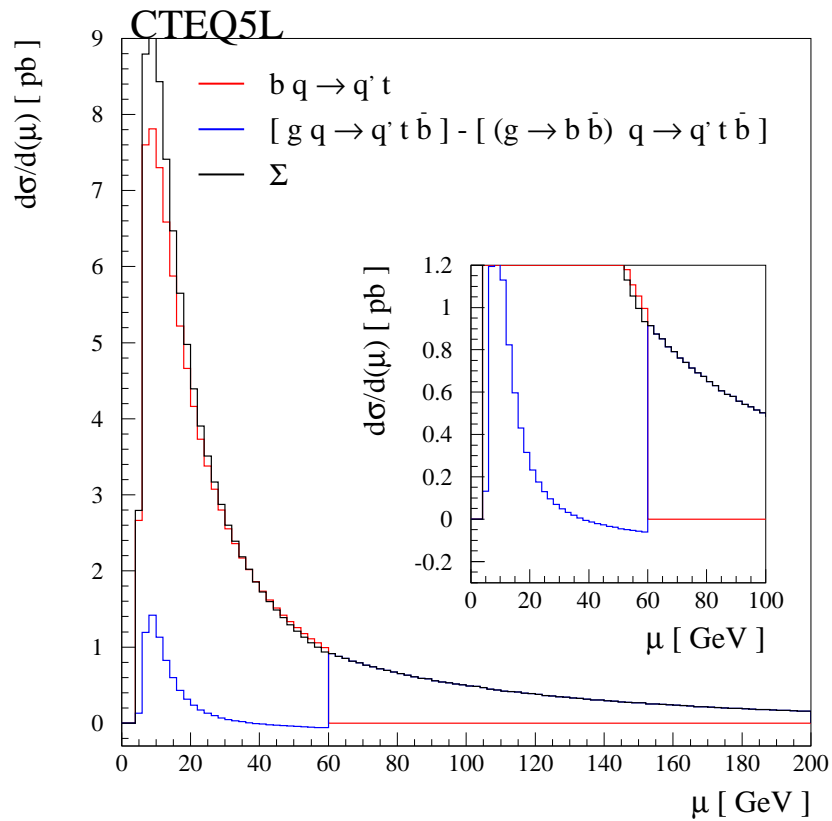 CTEQ5L
dσ/d(μ) [ pb ]
9
8
7
6
5
4
3
2
1
0
b q → q’ t
[ g q → q’ t b̄ ] - [ (g → b b̄) q → q’ t b̄ ]
Σ
dσ/d(μ) [ pb ]
1.2
1
0.8
0.6
0.4
0.2
0
-0.2
0 20 40 60 80 100
μ [ GeV ]
0 20 40 60 80 100 120 140 160 180 200
μ [ GeV ]